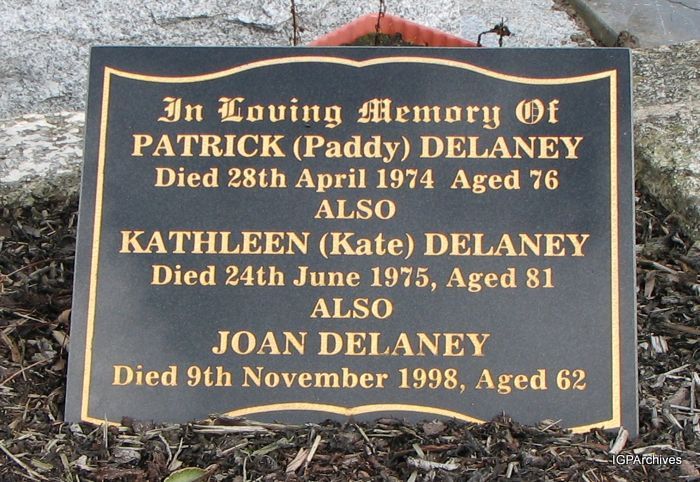 In Loving Memory Of
PATRICK (Paddy) DELANEY
Died 28th April 1974 Aged 76
ALSO
KATHLEEN (Kate) DELANEY
Died 24th June 1975, Aged 81
ALSO
JOAN DELANEY
Died 9th November 1998, Aged 62
IGPArchives